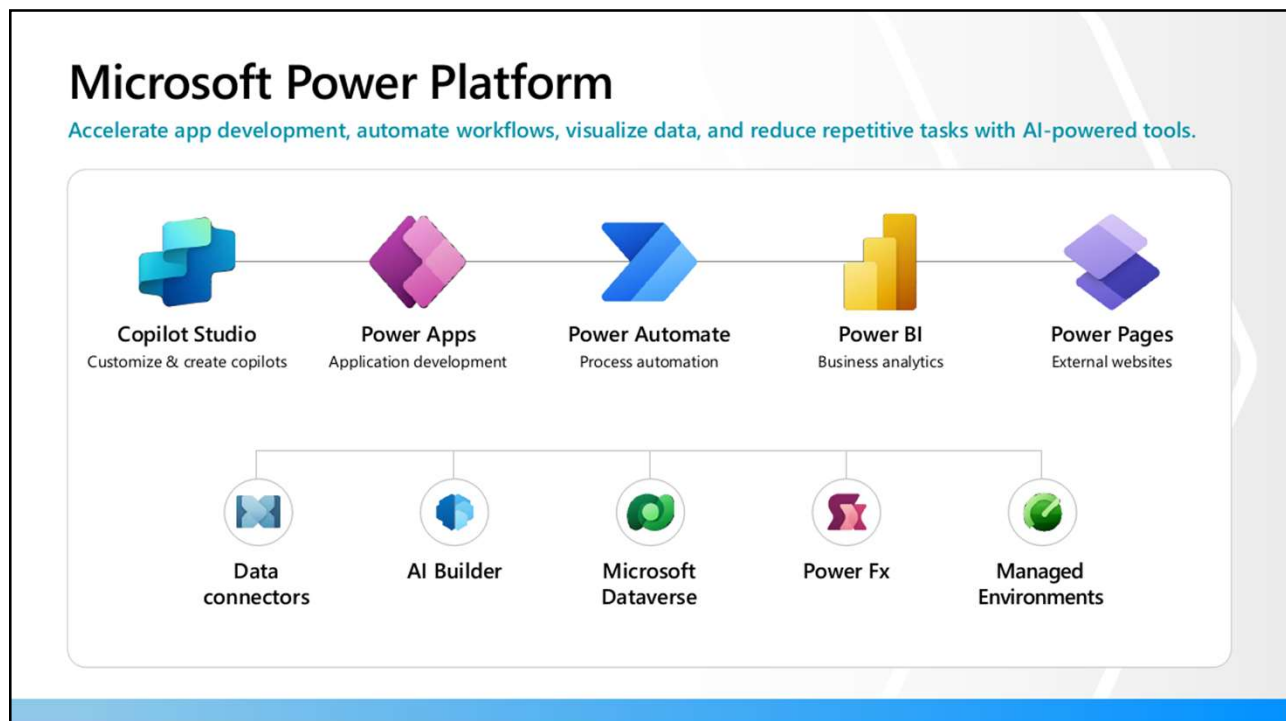 Microsoft Power Platform
Accelerate app development, automate workflows, visualize data, and reduce repetitive tasks with AI-powered tools.
Copilot Studio
Customize & create copilots
Power Apps
Application development
Power Automate
Process automation
Power BI
Business analytics
Power Pages
External websites
Data
connectors
AI Builder
Microsoft
Dataverse
Power Fx
Managed
Environments